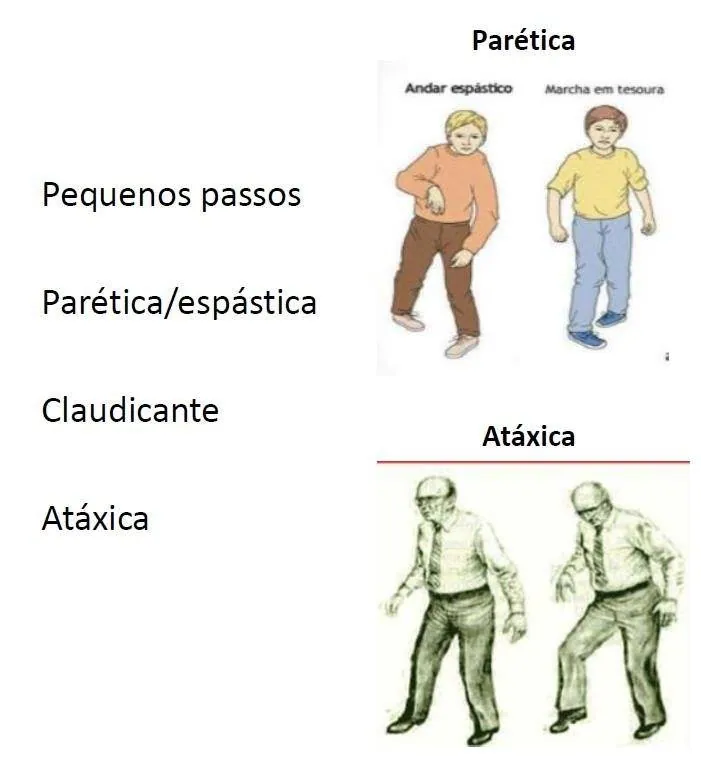 Parética
Andar espástico
Marcha em tesoura
Pequenos passos
Parética/espástica
Claudicante
Atáxica
Atáxica